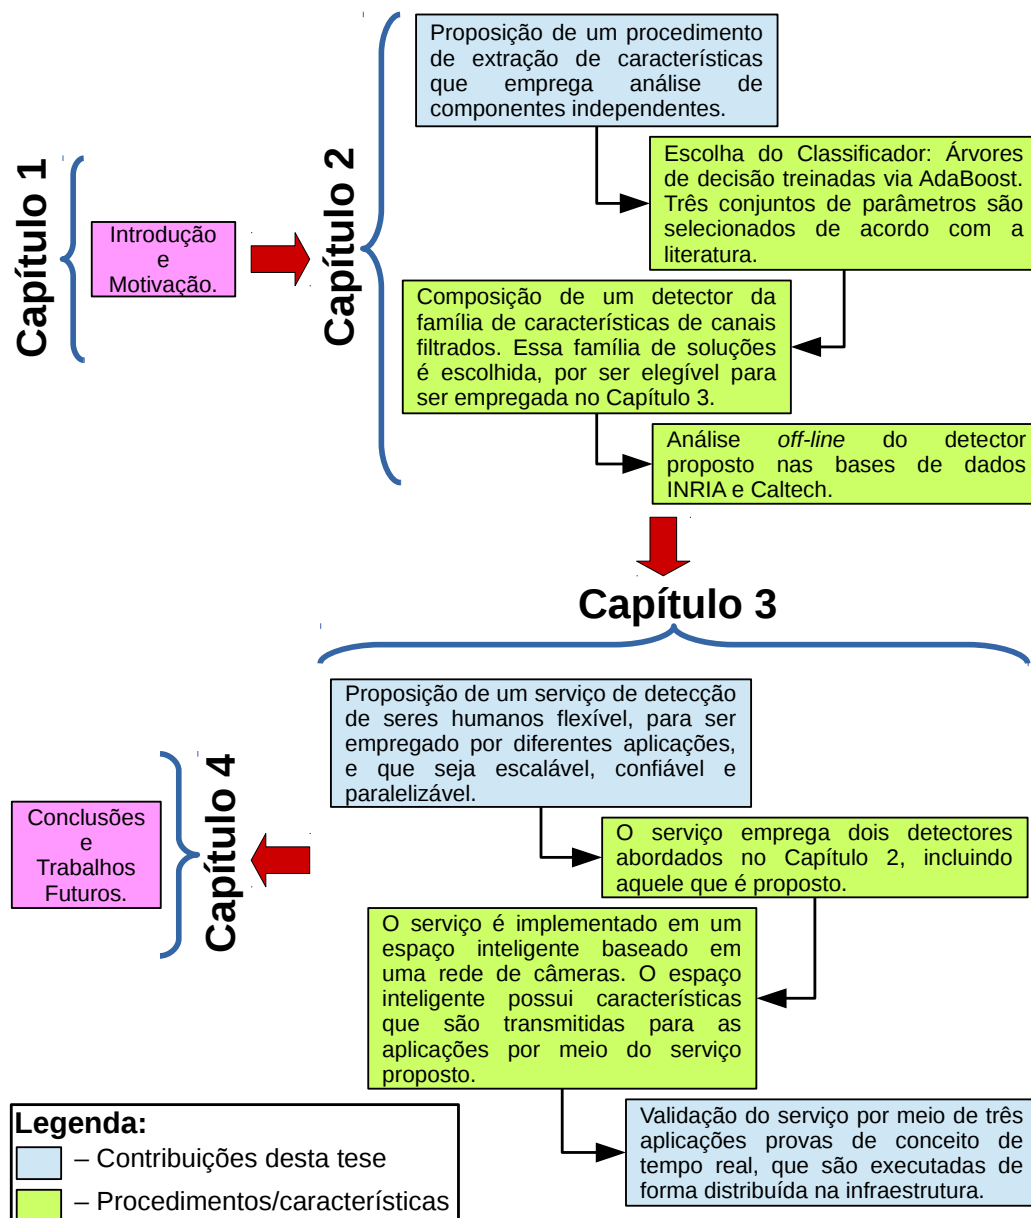 Capítulo 1
Introdução
e
Motivação.
Capítulo 2
Proposição de um procedimento
de extração de características
que emprega análise de
componentes independentes.
Escolha do Classificador: Árvores
de decisão treinadas via AdaBoost.
Três conjuntos de parâmetros são
selecionados de acordo com a
literatura.
Composição de um detector da
família de características de canais
filtrados. Essa família de soluções
é escolhida, por ser elegível para
ser empregada no Capítulo 3.
Análise off-line do detector
proposto nas bases de dados
INRIA e Caltech.
Capítulo 3
Proposição de um serviço de detecção
de seres humanos flexível, para ser
empregado por diferentes aplicações,
e que seja escalável, confiável e
paralelizável.
O serviço emprega dois detectores
abordados no Capítulo 2, incluindo
aquele que é proposto.
O serviço é implementado em um
espaço inteligente baseado em
uma rede de câmeras. O espaço
inteligente possui características
que são transmitidas para as
aplicações por meio do serviço
proposto.
Validação do serviço por meio de três
aplicações provas de conceito de
tempo real, que são executadas de
forma distribuída na infraestrutura.
Capítulo 4
Conclusões
e
Trabalhos
Futuros.
Legenda:
– Contribuições desta tese
– Procedimentos/características